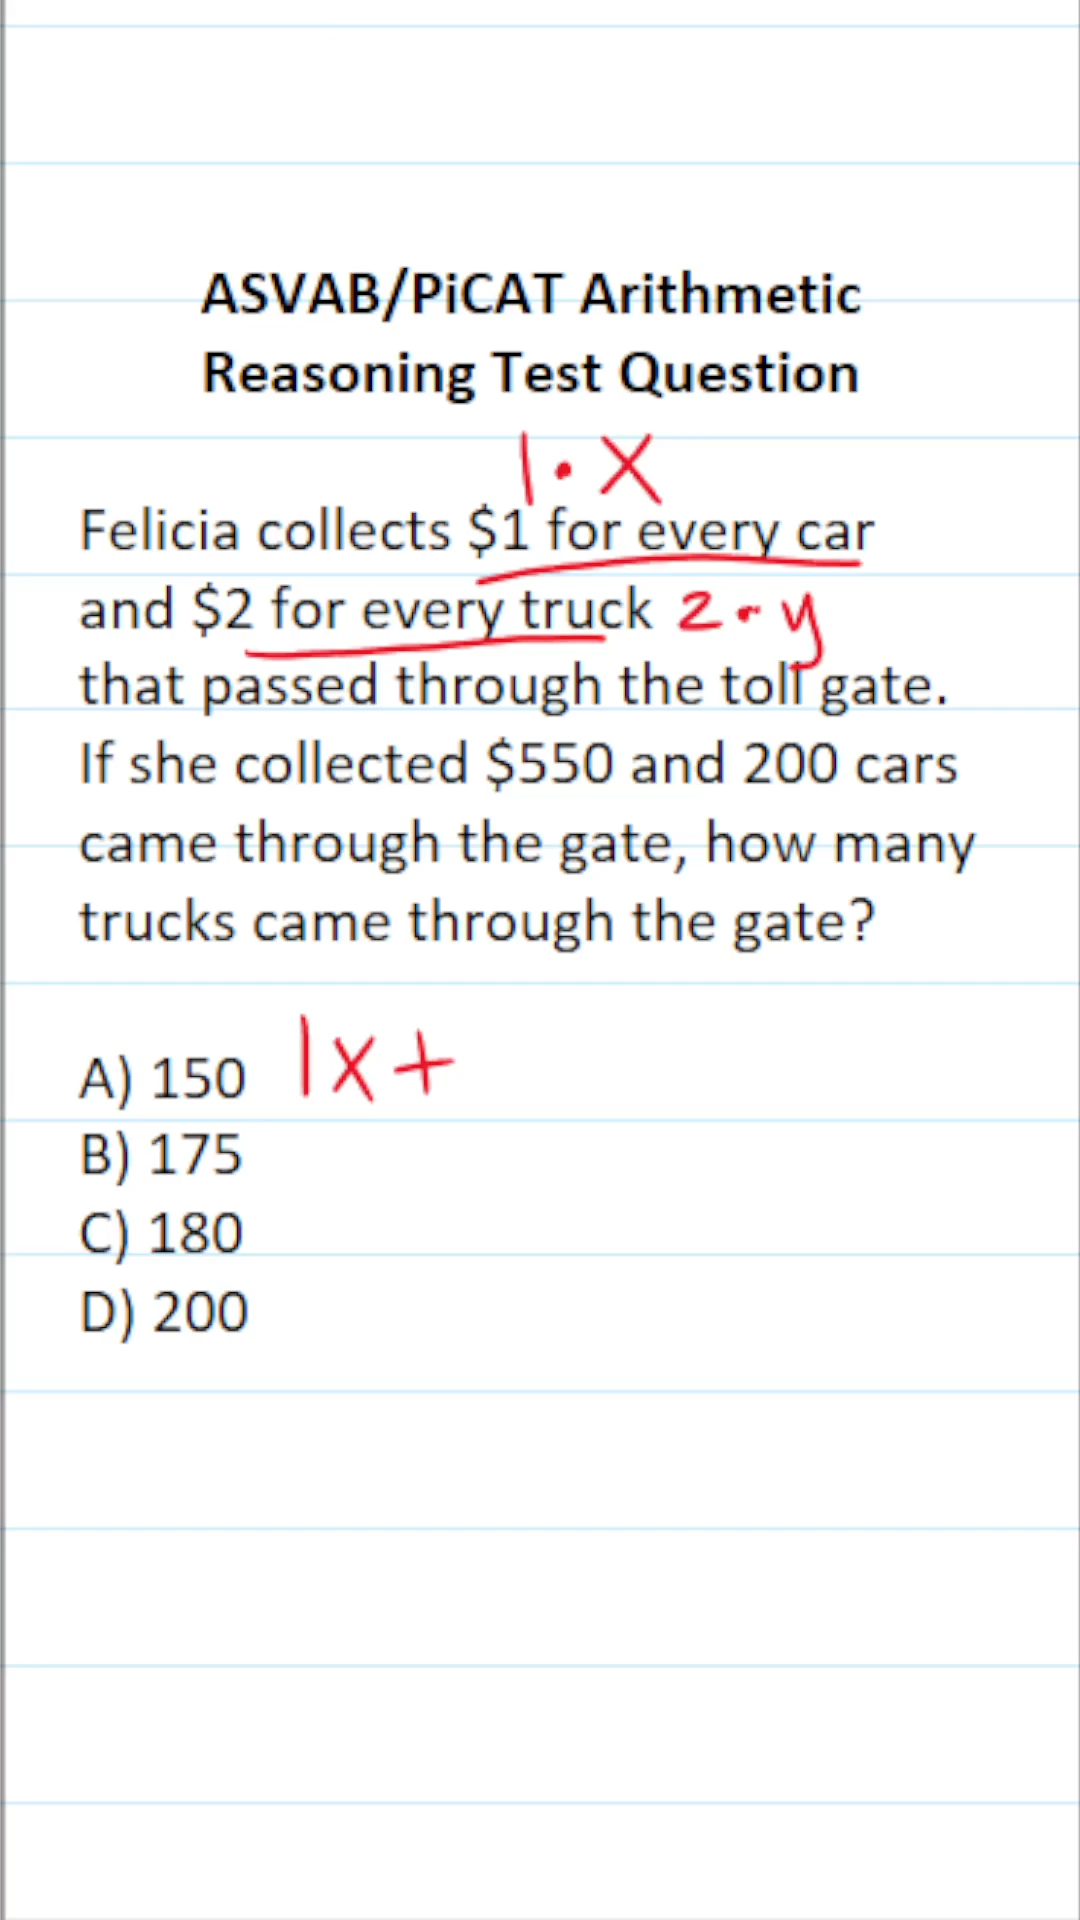 ASVAB/PiCAT Arithmetic
Reasoning Test Question
1·x
Felicia collects $1 for every car
and $2 for every truck 2·y
that passed through the toll gate.
If she collected $550 and 200 cars
came through the gate, how many
trucks came through the gate?
A) 150 1x+
B) 175
C) 180
D) 200